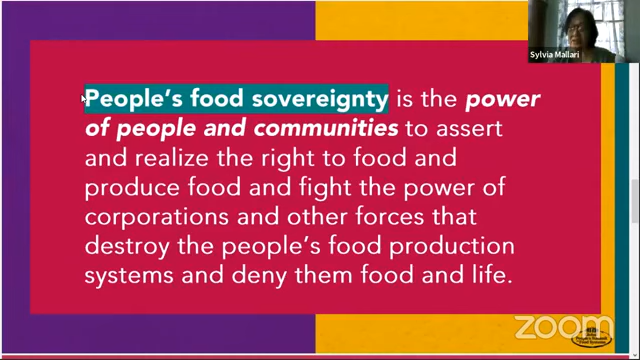 Sylvia Mallari
People's food sovereignty is the power
of people and communities to assert
and realize the right to food and
produce food and fight the power of
corporations and other forces that
destroy the people's food production
systems and deny them food and life.
zoom